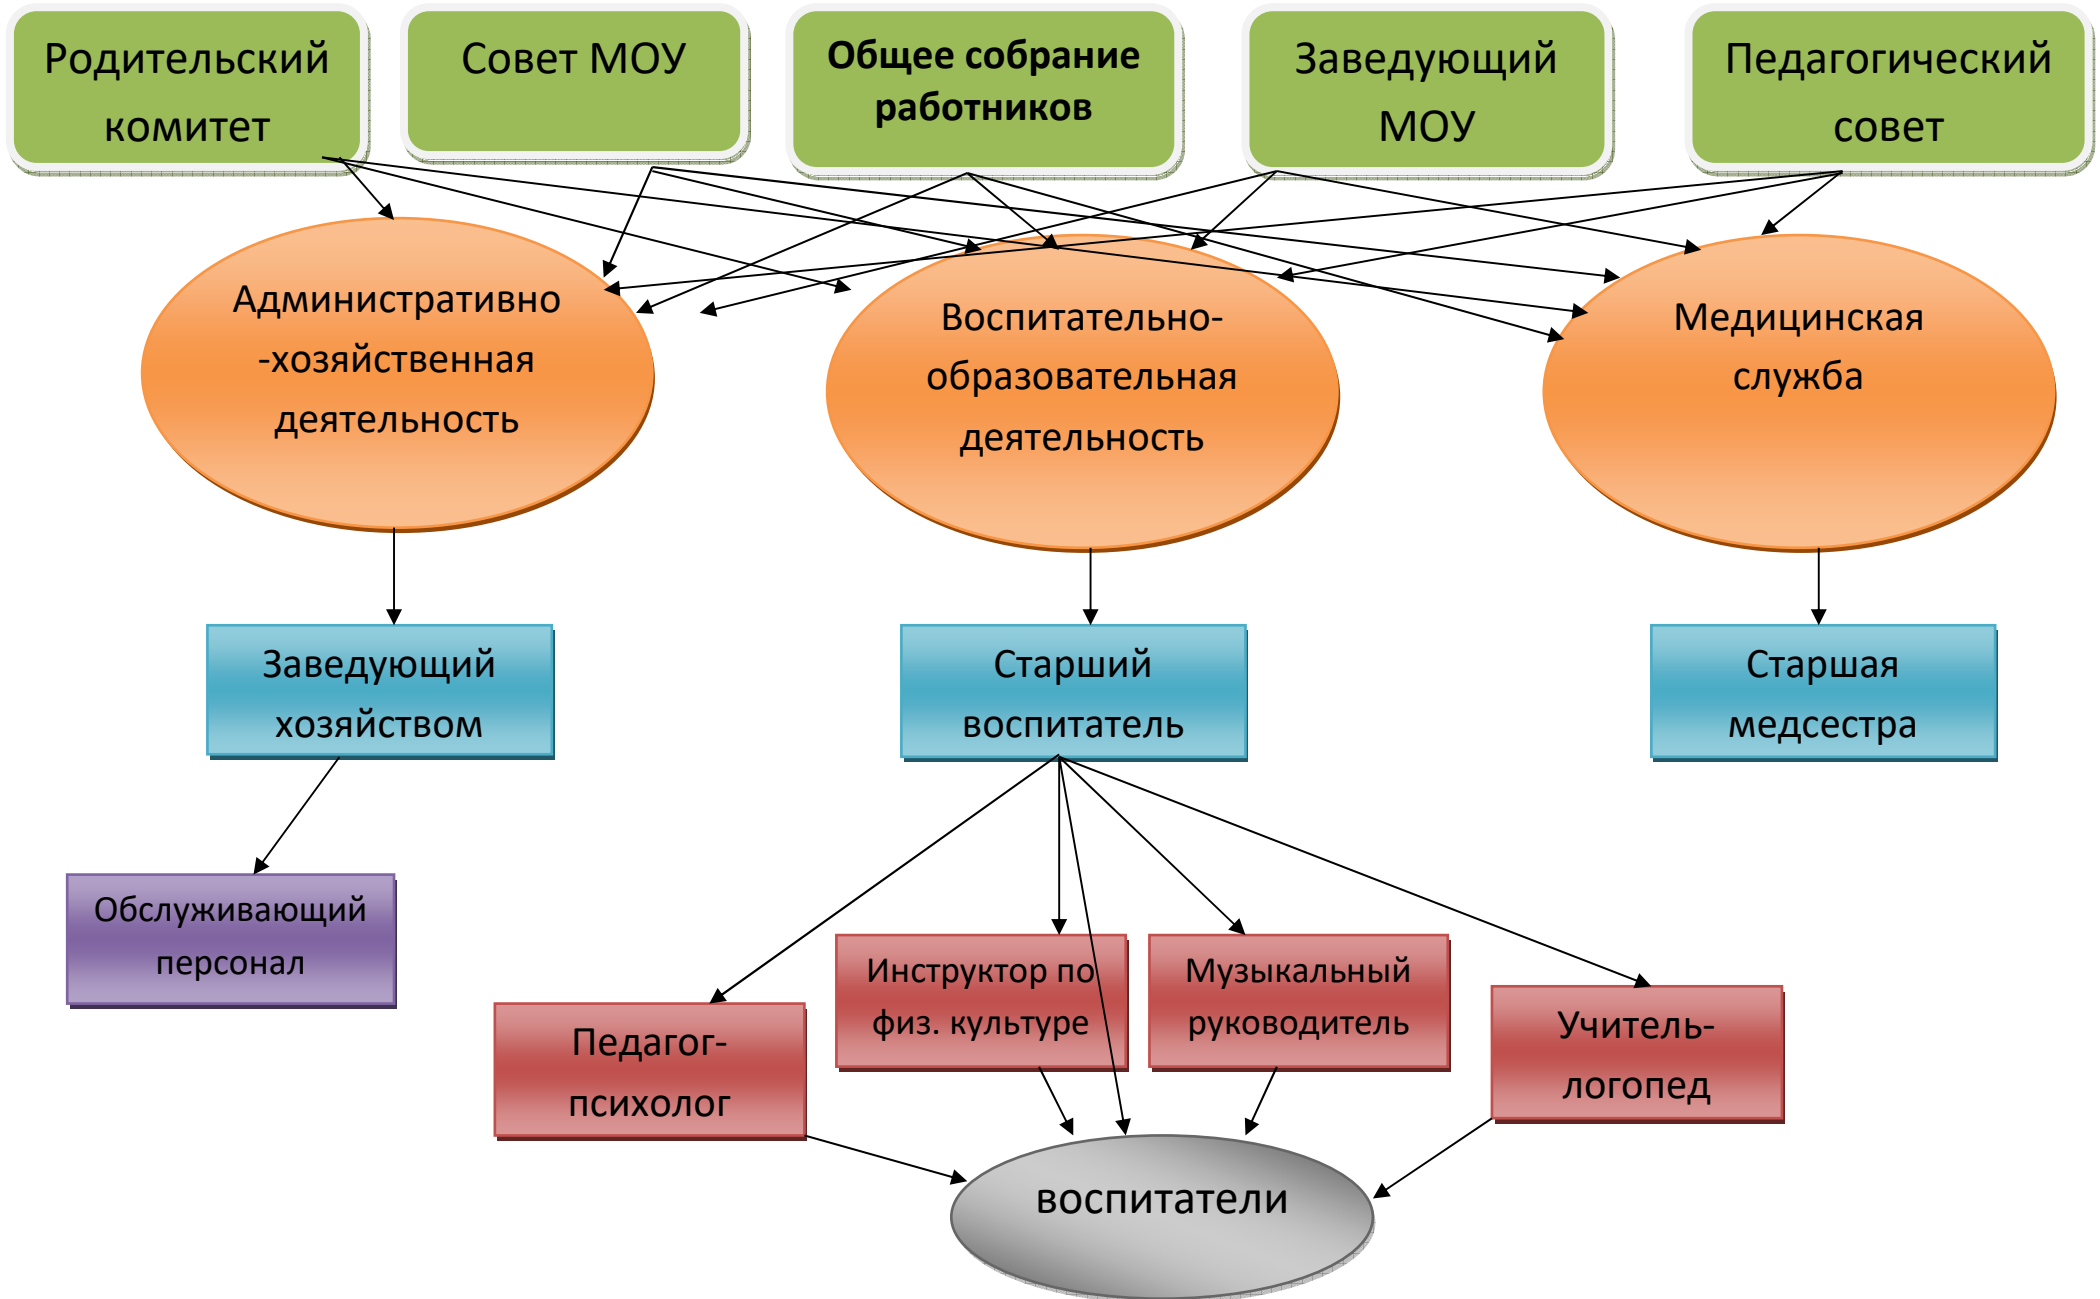 Родительский
комитет
Совет МОУ
Общее собрание
работников
Заведующий
МОУ
Педагогический
совет
Административно
-хозяйственная
деятельность
Воспитательно-
образовательная
деятельность
Медицинская
служба
Заведующий
хозяйством
Старший
воспитатель
Старшая
медсестра
Обслуживающий
персонал
Педагог-
психолог
Инструктор по
физ. культуре
Музыкальный
руководитель
Учитель-
логопед
воспитатели